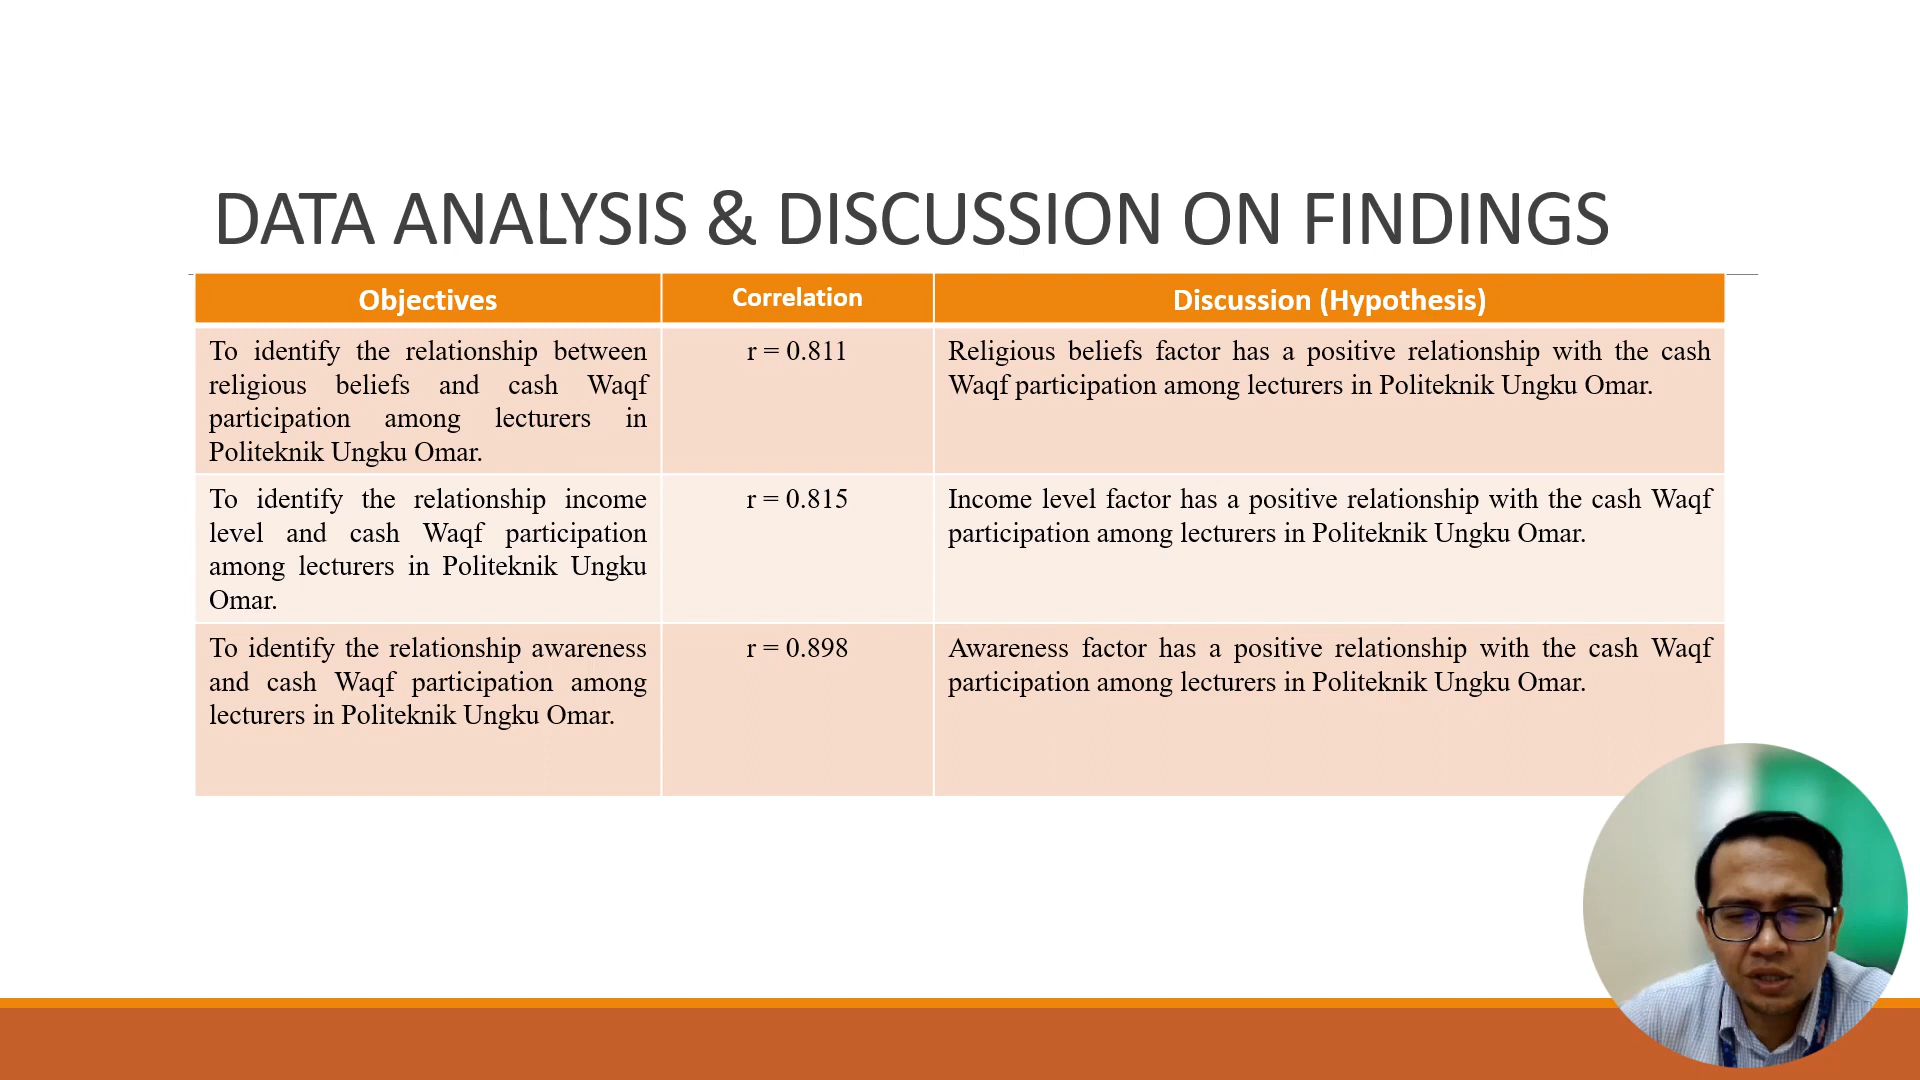 DATA ANALYSIS & DISCUSSION ON FINDINGS
Objectives
Correlation
Discussion (Hypothesis)
To identify the relationship between
religious beliefs and cash Waqf
participation among lecturers in
Politeknik Ungku Omar.
r = 0.811
Religious beliefs factor has a positive relationship with the cash
Waqf participation among lecturers in Politeknik Ungku Omar.
To identify the relationship income
level and cash Waqf participation
among lecturers in Politeknik Ungku
Omar.
r = 0.815
Income level factor has a positive relationship with the cash Waqf
participation among lecturers in Politeknik Ungku Omar.
To identify the relationship awareness
and cash Waqf participation among
lecturers in Politeknik Ungku Omar.
r = 0.898
Awareness factor has a positive relationship with the cash Waqf
participation among lecturers in Politeknik Ungku Omar.